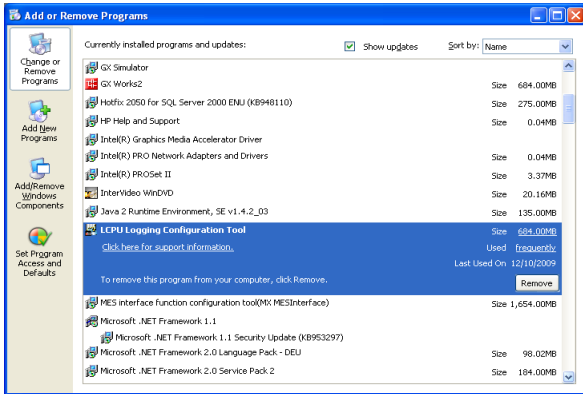 Add or Remove Programs
Change or
Remove
Programs
Add New
Programs
Add/Remove
Windows
Components
Set Program
Access and
Defaults
Currently installed programs and updates:
Show updates
Sort by: Name
GX Simulator
GX Works2 Size 684.00MB
Hotfix 2050 for SQL Server 2000 ENU (KB948110) Size 275.00MB
HP Help and Support Size 0.04MB
Intel(R) Graphics Media Accelerator Driver
Intel(R) PRO Network Adapters and Drivers Size 0.04MB
Intel(R) PROSet II Size 3.37MB
InterVideo WinDVD Size 20.16MB
Java 2 Runtime Environment, SE v1.4.2_03 Size 135.00MB
LCPU Logging Configuration Tool Size 684.00MB
Click here for support information. Used frequently
Last Used On 12/10/2009
To remove this program from your computer, click Remove. Remove
MES interface function configuration tool(MX MESInterface) Size 1,654.00MB
Microsoft .NET Framework 1.1
Microsoft .NET Framework 1.1 Security Update (KB953297)
Microsoft .NET Framework 2.0 Language Pack - DEU Size 98.02MB
Microsoft .NET Framework 2.0 Service Pack 2 Size 184.00MB